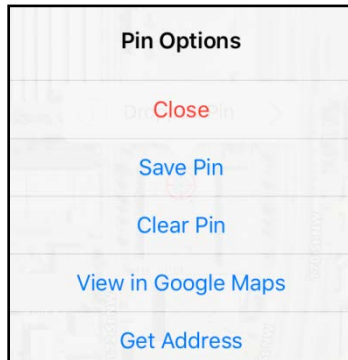 Pin Options
Close
Save Pin
Clear Pin
View in Google Maps
Get Address